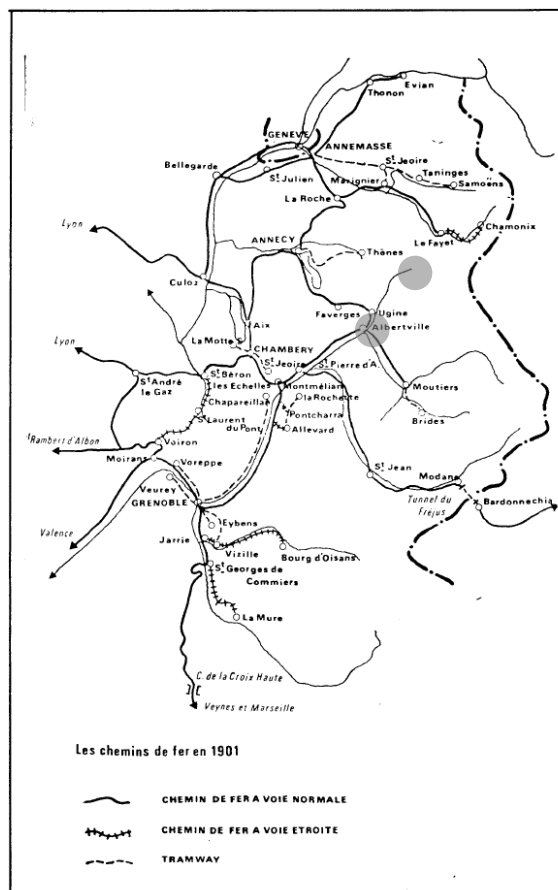 Evian
Thonon
GENEVE
ANNEMASSE
St Jeoire
Bellegarde
St Julien
Marignier
Taninges
Samoëns
La Roche
Lyon
Chamonix
ANNECY
Le Fayet
Thônes
Culoz
Faverges
Ugine
Aix
Albertville
La Motte S
CHAMBERY
Lyon
St Jeoire
St Pierre d'A.
St André
le Gaz
St Béron
les Echelles
Montmélian
Moutiers
la Rochette
Chapareillan
Pontcharra
Brides
St Laurent
du Pont
Allevard
Rambert d'Albon
Voiron
Moirans
Voreppe
St Jean
Modane
Veurey
GRENOBLE
Tunnel du
Fréjus
Bardonnechia
Valence
Eybens
Jarrie
Vizille
Bourg d'Oisans
St Georges de
Commiers
La Mure
C. de la Croix Haute
Veynes et Marseille
Les chemins de fer en 1901
CHEMIN DE FER A VOIE NORMALE
CHEMIN DE FER A VOIE ETROITE
TRAMWAY